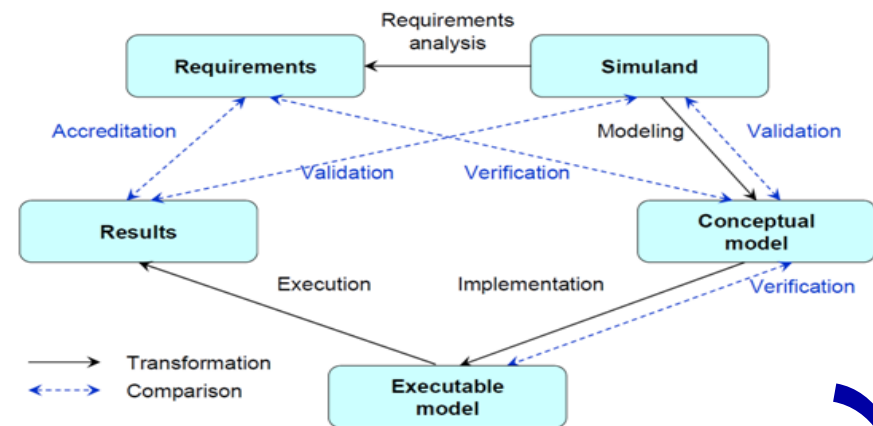 Requirements
analysis
Requirements
Simuland
Accreditation
Modeling
Validation
Validation
Verification
Results
Conceptual
model
Execution
Implementation
Verification
Transformation
Comparison
Executable
model